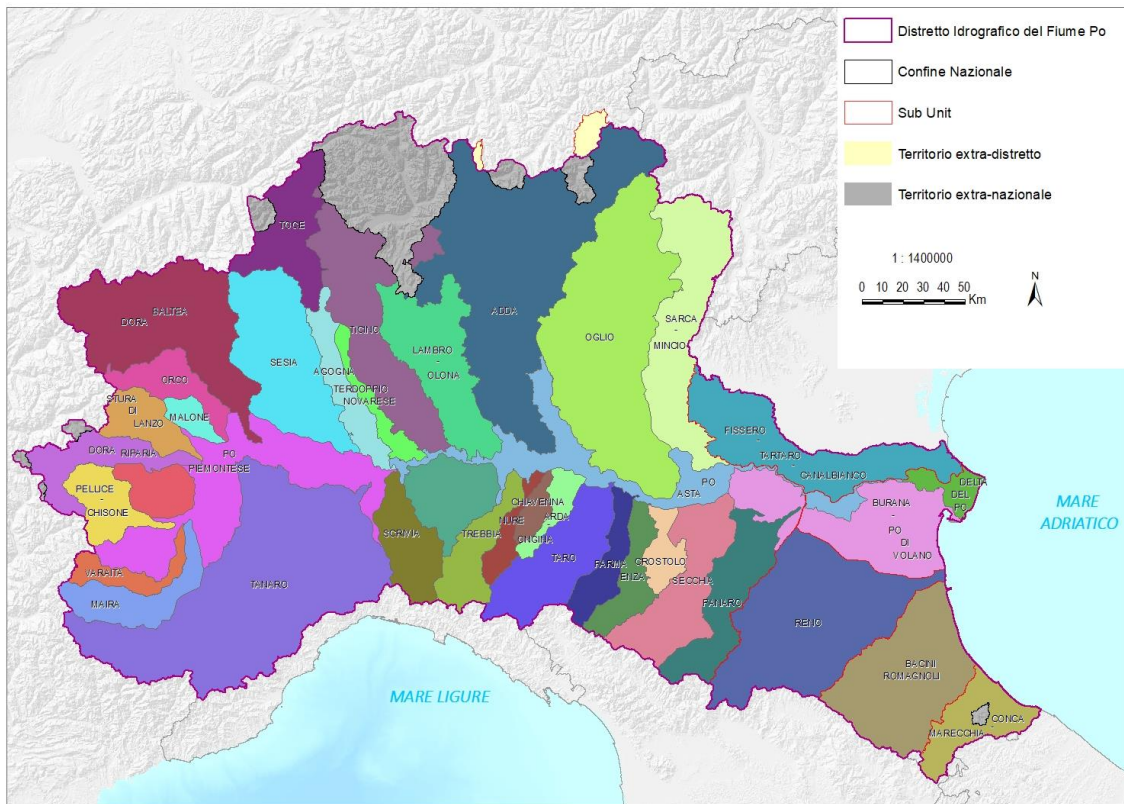 Distretto Idrografico del Fiume Po
Confine Nazionale
Sub Unit
Territorio extra-distretto
Territorio extra-nazionale
1 : 1400000
0 10 20 30 40 50
Km
N
TOCE
BALTEA
DORA
SESIA
AGOGNA
TICINO
TERDOPPIO
NOVARESE
LAMBRO
-
OLONA
ADDA
OGLIO
SARCA
-
MINCIO
ORCO
STURA
DI
LANZO
MALONE
DORA
RIPARIA
PO
PIEMONTESE
PELLICE
-
CHISONE
VARAITA
MAIRA
TANARO
SCRIVIA
TREBBIA
NURE
CHIAVENNA
ARDA
-
ONGINA
TARO
PARMA
ENZA
CROSTOLO
SECCHIA
PANARO
ASTA
PO
FISSERO
-
TARTARO
-
CANALBIANCO
DELTA
DEL
PO
BURANA
-
PO
DI
VOLANO
RENO
BACINI
ROMAGNOLI
MARECCHIA
-
CONCA
MARE
ADRIATICO
MARE LIGURE